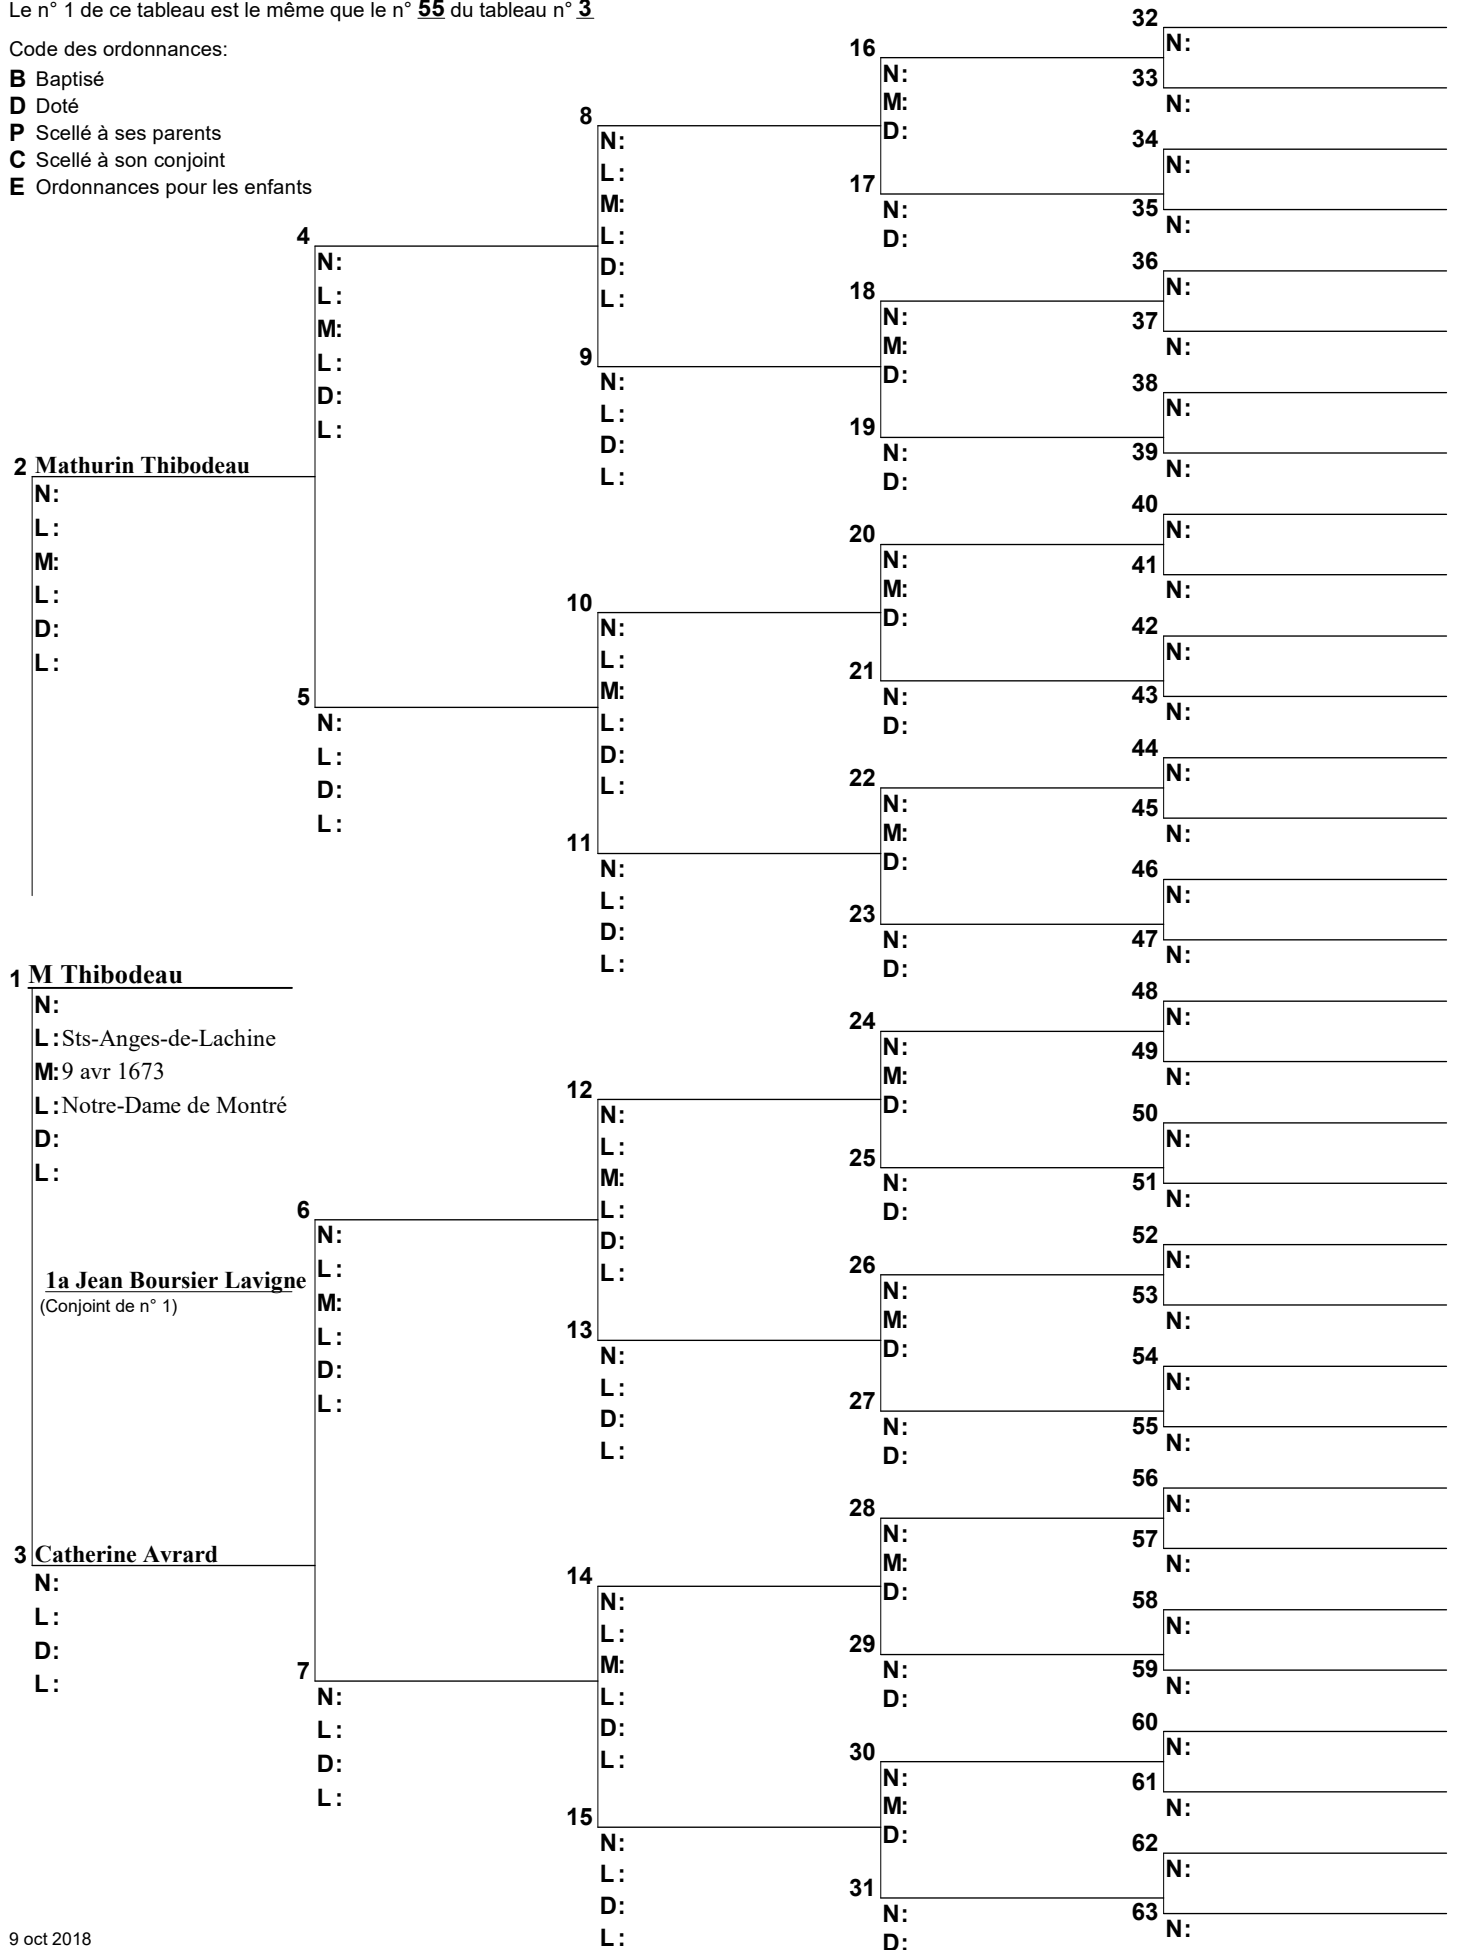 Le n° 1 de ce tableau est le même que le n° 55 du tableau n° 3
Code des ordonnances:
B Baptisé
D Doté
P Scellé à ses parents
C Scellé à son conjoint
E Ordonnances pour les enfants
2 Mathurin Thibodeau
N:
L:
M:
L:
D:
L:
1 M Thibodeau
N:
L: Sts-Anges-de-Lachine
M: 9 avr 1673
L: Notre-Dame de Montré
D:
L:
1a Jean Boursier Lavigne
(Conjoint de n° 1)
3 Catherine Avrard
N:
L:
D:
L:
9 oct 2018
4
N:
L:
M:
L:
D:
L:
5
N:
L:
D:
L:
6
N:
L:
M:
L:
D:
L:
7
N:
L:
D:
L:
8
N:
L:
M:
L:
D:
L:
9
N:
L:
D:
L:
10
N:
L:
M:
L:
D:
L:
11
N:
L:
D:
L:
12
N:
L:
M:
L:
D:
L:
13
N:
L:
D:
L:
14
N:
L:
M:
L:
D:
L:
15
N:
L:
D:
L:
16
N:
M:
D:
17
N:
D:
18
N:
M:
D:
19
N:
D:
20
N:
M:
D:
21
N:
D:
22
N:
M:
D:
23
N:
D:
24
N:
M:
D:
25
N:
D:
26
N:
M:
D:
27
N:
D:
28
N:
M:
D:
29
N:
D:
30
N:
M:
D:
31
N:
D:
32
N:
33
N:
34
N:
35
N:
36
N:
37
N:
38
N:
39
N:
40
N:
41
N:
42
N:
43
N:
44
N:
45
N:
46
N:
47
N:
48
N:
49
N:
50
N:
51
N:
52
N:
53
N:
54
N:
55
N:
56
N:
57
N:
58
N:
59
N:
60
N:
61
N:
62
N:
63
N: